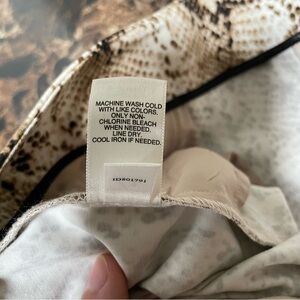 MACHINE WASH COLD
WITH LIKE COLORS.
ONLY NON-
CHLORINE BLEACH
WHEN NEEDED.
LINE DRY.
COOL IRON IF NEEDED.